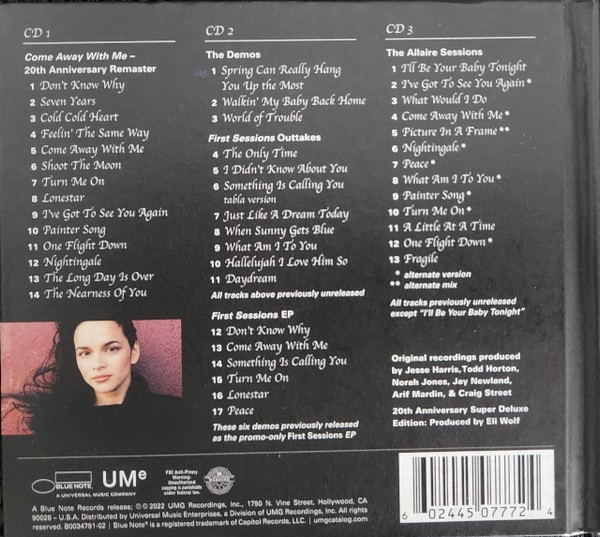 CD 1
Come Away With Me –
20th Anniversary Remaster
1 Don't Know Why
2 Seven Years
3 Cold Cold Heart
4 Feelin' The Same Way
5 Come Away With Me
6 Shoot The Moon
7 Turn Me On
8 Lonestar
9 I've Got To See You Again
10 Painter Song
11 One Flight Down
12 Nightingale
13 The Long Day Is Over
14 The Nearness Of You
CD 2
The Demos
1 Spring Can Really Hang
You Up the Most
2 Walkin' My Baby Back Home
3 World of Trouble
First Sessions Outtakes
4 The Only Time
5 I Didn't Know About You
6 Something Is Calling You
tabla version
7 Just Like A Dream Today
8 When Sunny Gets Blue
9 What Am I To You
10 Hallelujah I Love Him So
11 Daydream
All tracks above previously unreleased
First Sessions EP
12 Don't Know Why
13 Come Away With Me
14 Something Is Calling You
15 Turn Me On
16 Lonestar
17 Peace
These six demos previously released
as the promo-only First Sessions EP
CD 3
The Allaire Sessions
1 I'll Be Your Baby Tonight
2 I've Got To See You Again*
3 What Would I Do
4 Come Away With Me*
5 Picture In A Frame**
6 Nightingale*
7 Peace*
8 What Am I To You*
9 Painter Song*
10 Turn Me On*
11 A Little At A Time
12 One Flight Down*
13 Fragile
* alternate version
** alternate mix
All tracks previously unreleased
except "I'll Be Your Baby Tonight"
Original recordings produced
by Jesse Harris, Todd Horton,
Norah Jones, Jay Newland,
Arif Mardin, & Craig Street
20th Anniversary Super Deluxe
Edition: Produced by Eli Wolf
BLUE NOTE
UMe
A UNIVERSAL MUSIC COMPANY
FBI Anti-Piracy
Warning:
Unauthorized
copying is punishable
under federal law.
A Blue Note Records release; ℗©2022 UMG Recordings, Inc., 1750 N. Vine Street, Hollywood, CA
90028 – U.S.A. Distributed by Universal Music Enterprises, a Division of UMG Recordings, Inc. All rights
reserved. B0034791-02 | Blue Note® is a registered trademark of Capitol Records, LLC. | umgcatalog.com
6 02445 07772 4